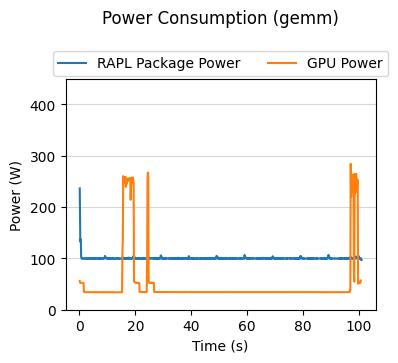 Power Consumption (gemm)
RAPL Package Power
GPU Power
400
300
200
100
0
Power (W)
0
20
40
60
80
100
Time (s)